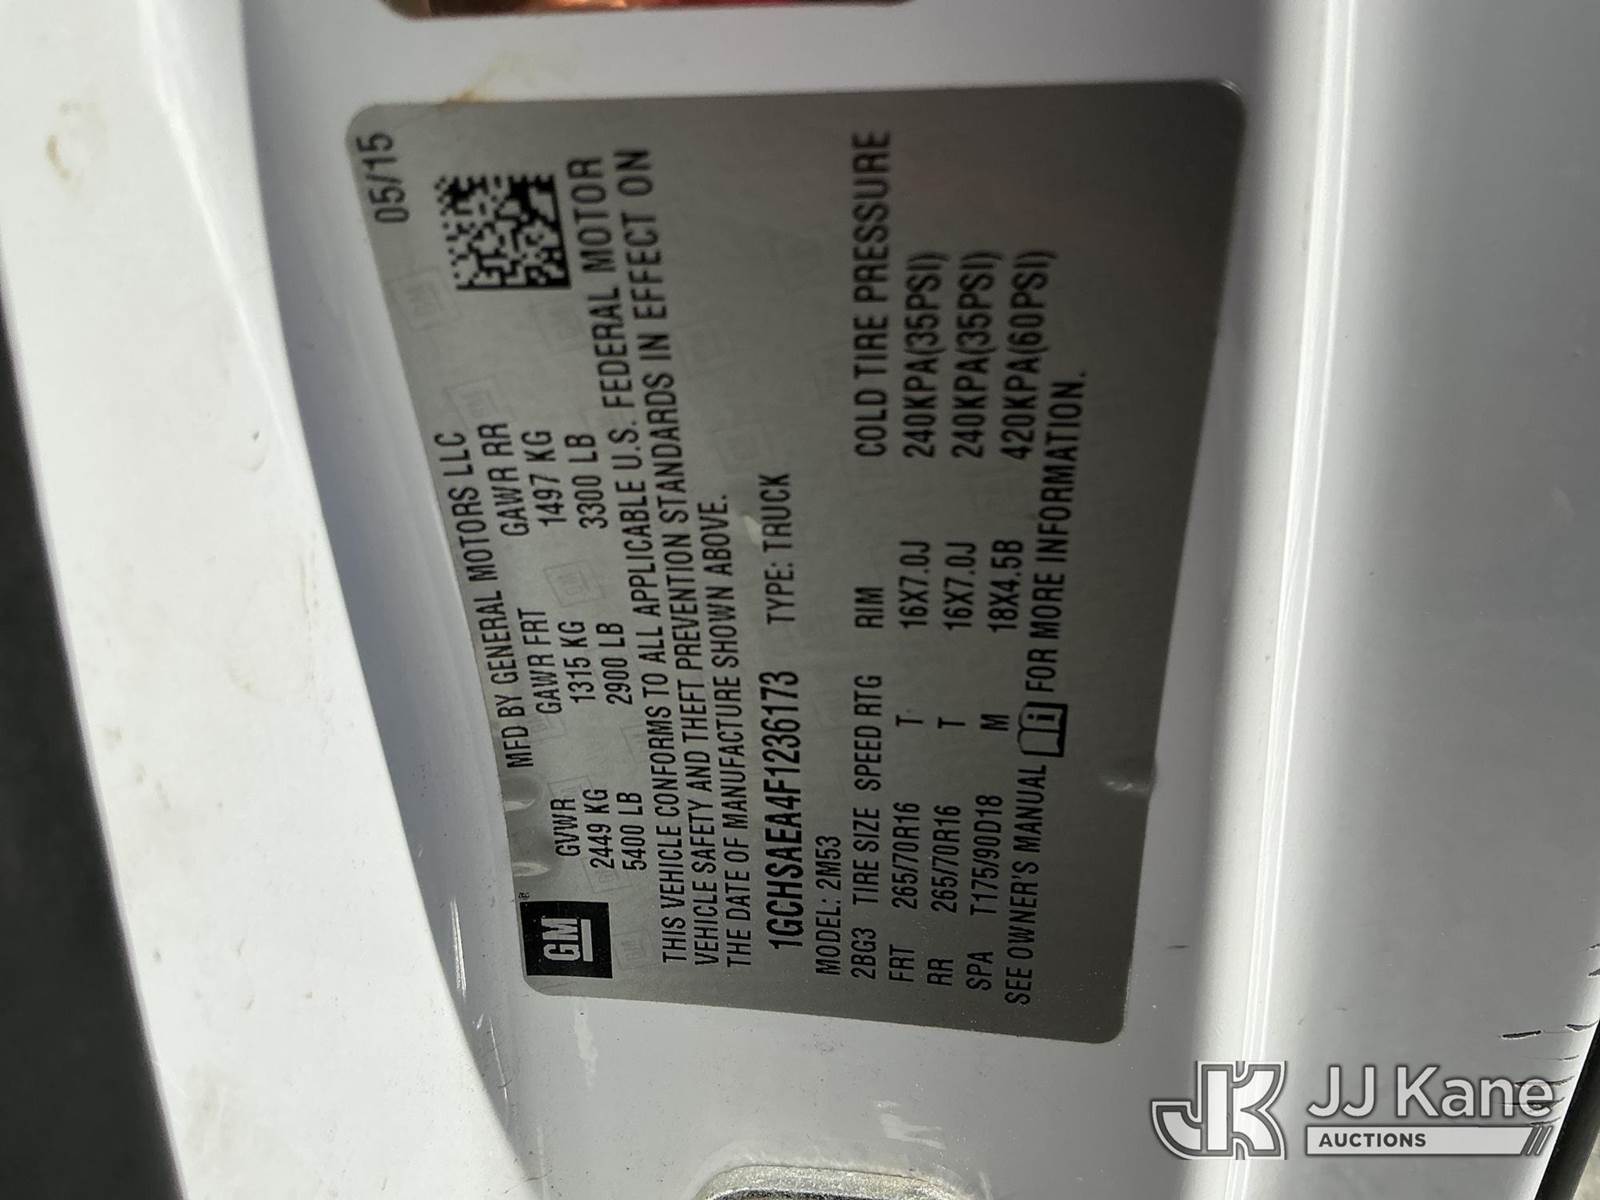 05/15
MFD BY GENERAL MOTORS LLC
GM
GVWR GAWR FRT GAWR RR
2449 KG 1315 KG 1497 KG
5400 LB 2900 LB 3300 LB
THIS VEHICLE CONFORMS TO ALL APPLICABLE U.S. FEDERAL MOTOR
VEHICLE SAFETY AND THEFT PREVENTION STANDARDS IN EFFECT ON
THE DATE OF MANUFACTURE SHOWN ABOVE.
1GCHSAEA4F1236173 TYPE: TRUCK
MODEL: 2M53
2BG3 TIRE SIZE SPEED RTG RIM COLD TIRE PRESSURE
FRT 265/70R16 T 16X7.0J 240KPA(35PSI)
RR 265/70R16 T 16X7.0J 240KPA(35PSI)
SPA T175/90D18 M 18X4.5B 420KPA(60PSI)
SEE OWNER'S MANUAL i FOR MORE INFORMATION.
JK JJ Kane
AUCTIONS